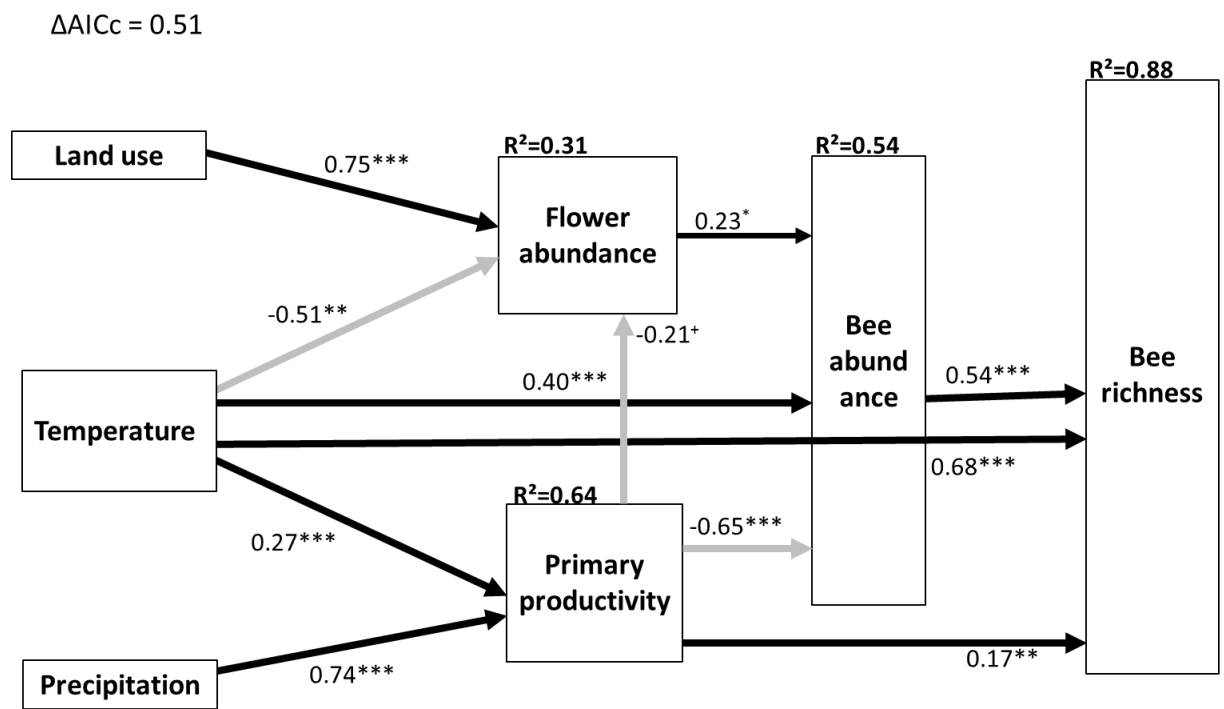 ΔAICc = 0.51
R²=0.88
Land use
0.75***
R²=0.31
R²=0.54
Flower
abundance
0.23*
-0.51**
-0.21⁺
Bee
abund
ance
Bee
richness
Temperature
0.40***
0.54***
0.68***
R²=0.64
0.27***
-0.65***
Primary
productivity
Precipitation
0.74***
0.17**